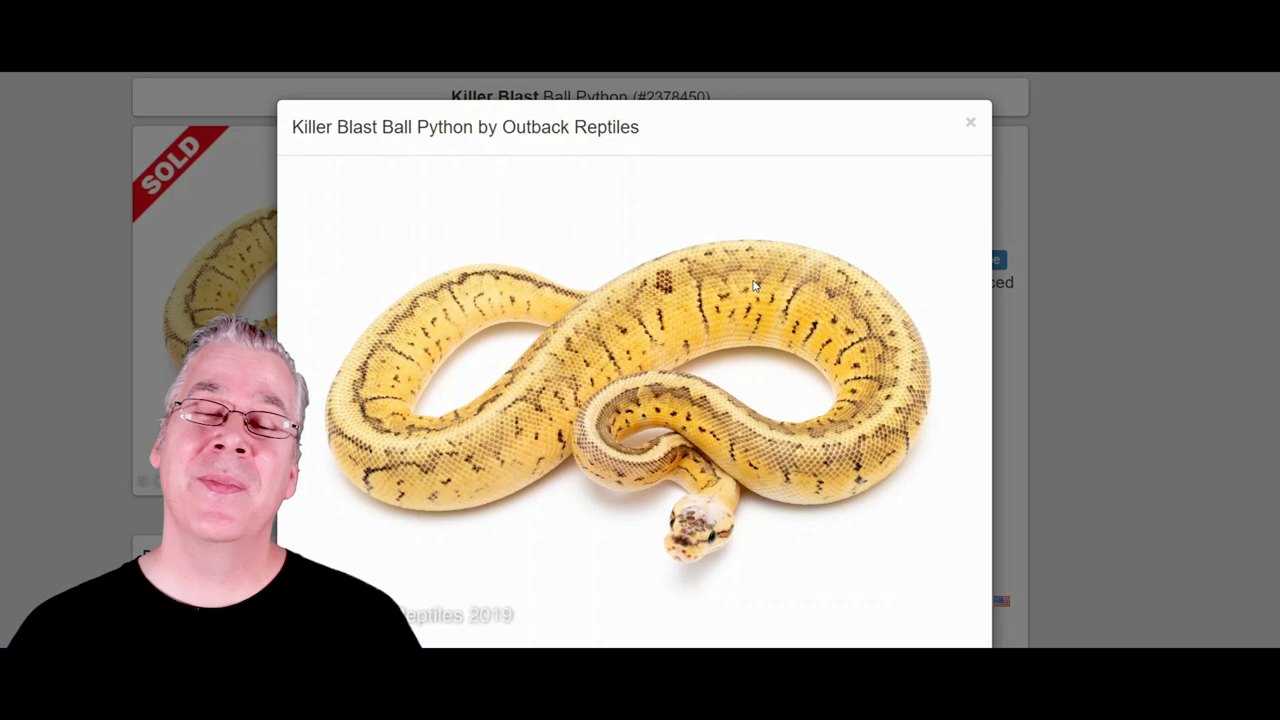 Killer Blast Ball Python (#2378450)
Killer Blast Ball Python by Outback Reptiles
×
SOLD
e
ced
eptiles 2019